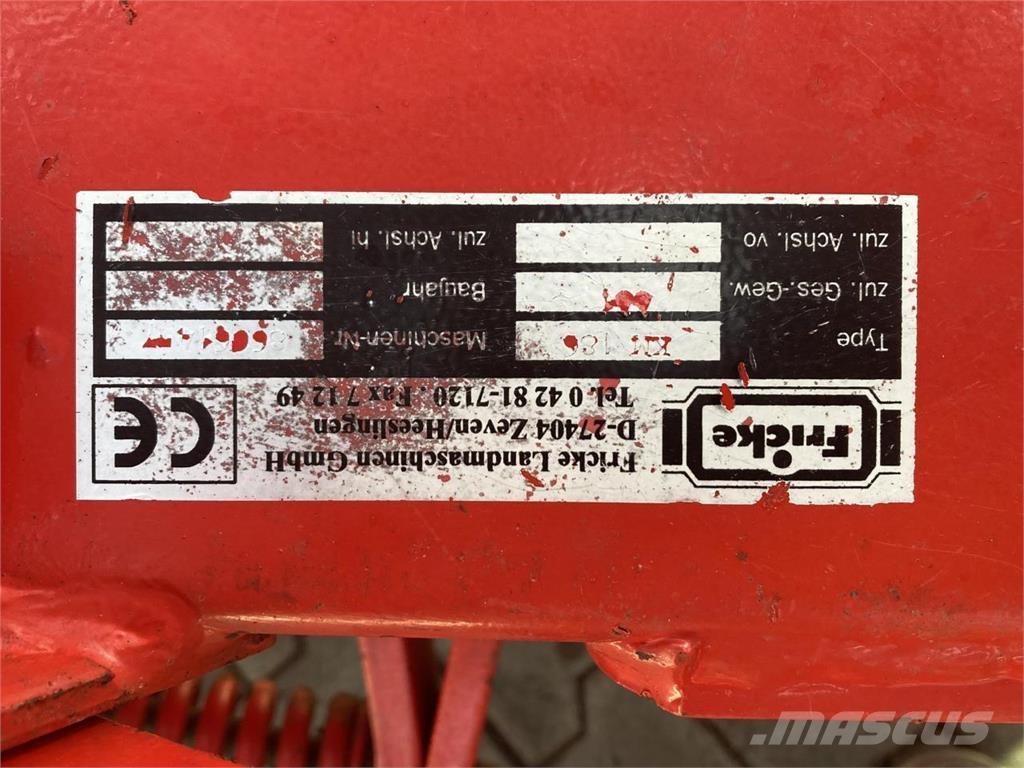 Fricke
Fricke Landmaschinen GmbH
D-27404 Zeven/Heeslingen
Tel. 0 42 81-7120 . Fax 7 12 49
CE
Type Maschinen-Nr.
zul. Ges.-Gew. Baujahr
zul. Achsl. vo zul. Achsl. hi
MASCUS